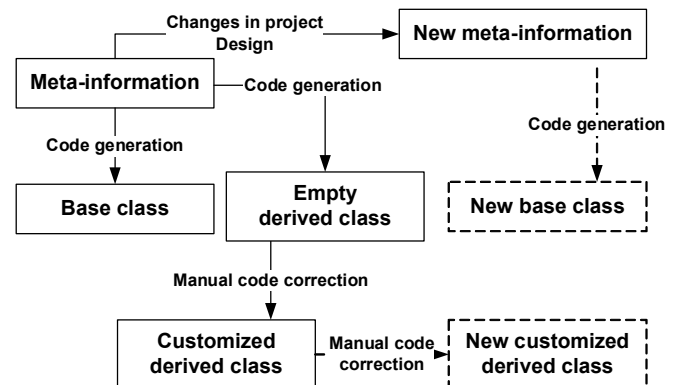 Changes in project
Design
New meta-information
Meta-information
Code generation
Code generation
Code generation
Base class
Empty
derived class
New base class
Manual code correction
Customized
derived class
Manual code
correction
New customized
derived class